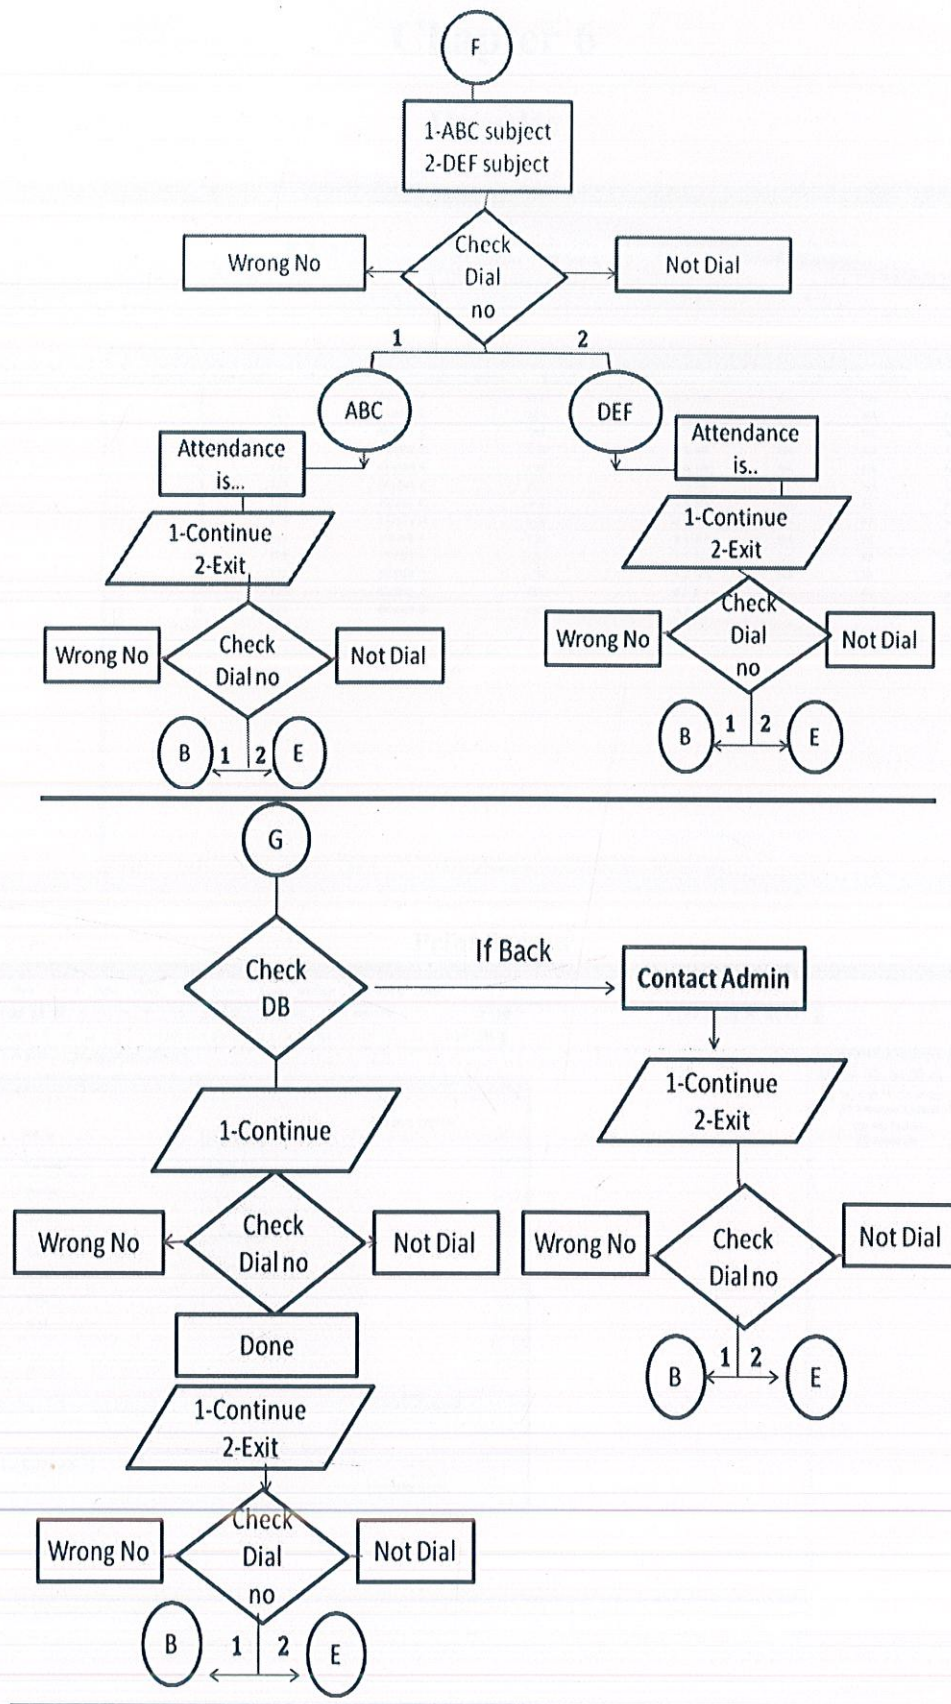 F
1-ABC subject
2-DEF subject
Wrong No
Check
Dial
no
Not Dial
1
2
ABC
DEF
Attendance
is...
Attendance
is..
1-Continue
2-Exit
1-Continue
2-Exit
Wrong No
Check
Dial no
Not Dial
Wrong No
Check
Dial
no
Not Dial
B
1
2
E
B
1
2
E
G
Check
DB
If Back
Contact Admin
1-Continue
1-Continue
2-Exit
Wrong No
Check
Dial no
Not Dial
Wrong No
Check
Dial no
Not Dial
Done
B
1
2
E
1-Continue
2-Exit
Wrong No
Check
Dial
no
Not Dial
B
1
2
E